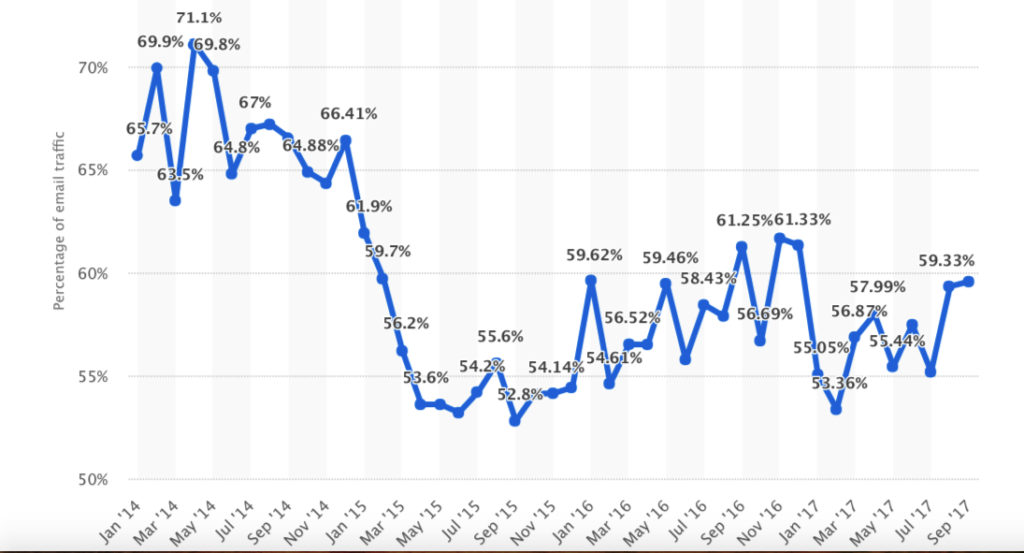 71.1%
69.9%
69.8%
70%
67%
66.41%
65.7%
64.8%
64.88%
65%
63.5%
61.9%
61.25%
61.33%
59.7%
59.62%
59.46%
59.33%
60%
58.43%
57.99%
56.2%
56.52%
56.69%
56.87%
55.6%
55.05%
55.44%
54.2%
54.14%
54.61%
55%
53.6%
52.8%
53.36%
50%
Percentage of email traffic
Jan '14
Mar '14
May '14
Jul '14
Sep '14
Nov '14
Jan '15
Mar '15
May '15
Jul '15
Sep '15
Nov '15
Jan '16
Mar '16
May '16
Jul '16
Sep '16
Nov '16
Jan '17
Mar '17
May '17
Jul '17
Sep '17